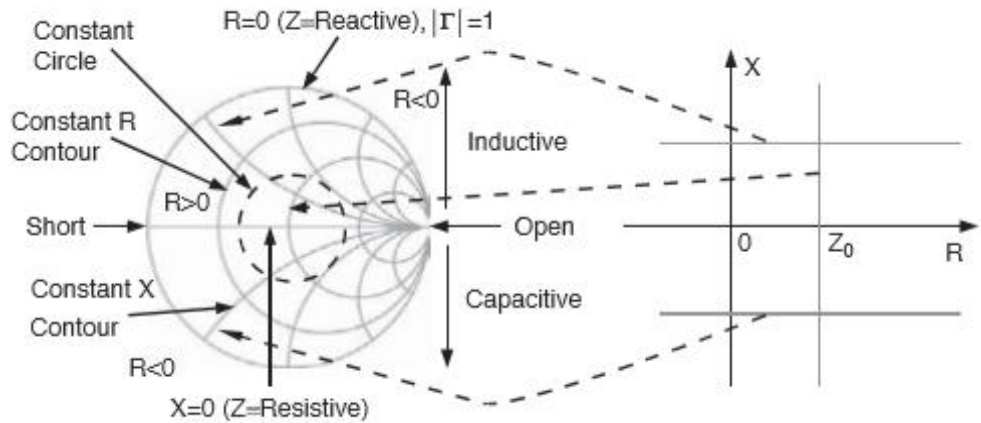 Constant
Circle
R=0 (Z=Reactive), |Γ|=1
X
R<0
Constant R
Contour
Inductive
R>0
Short
Open
0
Z₀
R
Constant X
Contour
Capacitive
R<0
X=0 (Z=Resistive)